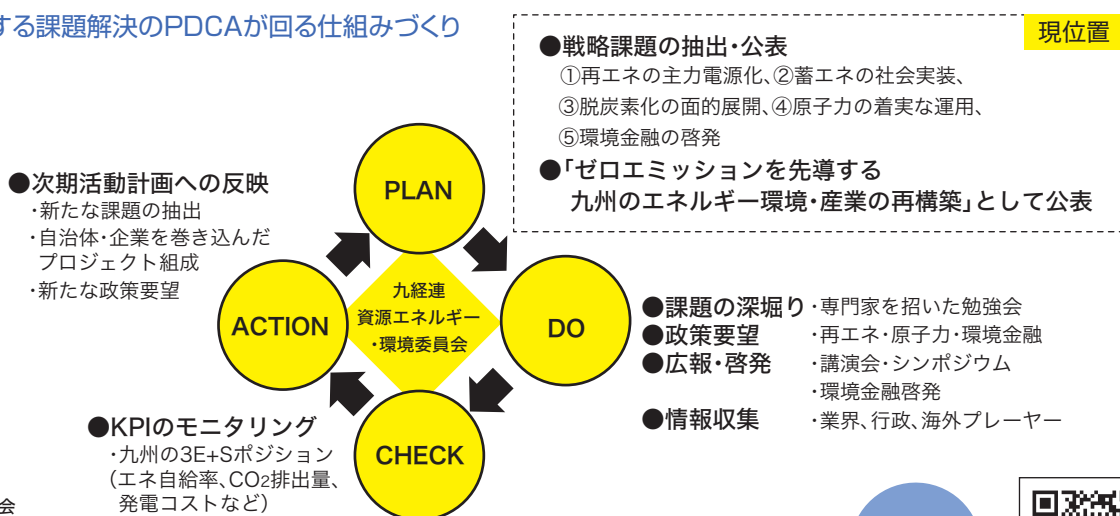 する課題解決のPDCAが回る仕組みづくり
現位置
●戦略課題の抽出・公表
①再エネの主力電源化、②蓄エネの社会実装、
③脱炭素化の面的展開、④原子力の着実な運用、
⑤環境金融の啓発
●「ゼロエミッションを先導する
九州のエネルギー環境・産業の再構築」として公表
PLAN
●次期活動計画への反映
・新たな課題の抽出
・自治体・企業を巻き込んだ
プロジェクト組成
・新たな政策要望
ACTION
九経連
資源エネルギー
・環境委員会
DO
●課題の深堀り ・専門家を招いた勉強会
●政策要望 ・再エネ・原子力・環境金融
●広報・啓発 ・講演会・シンポジウム
・環境金融啓発
●情報収集 ・業界、行政、海外プレーヤー
CHECK
●KPIのモニタリング
・九州の3E+Sポジション
(エネ自給率、CO2排出量、
発電コストなど)
会